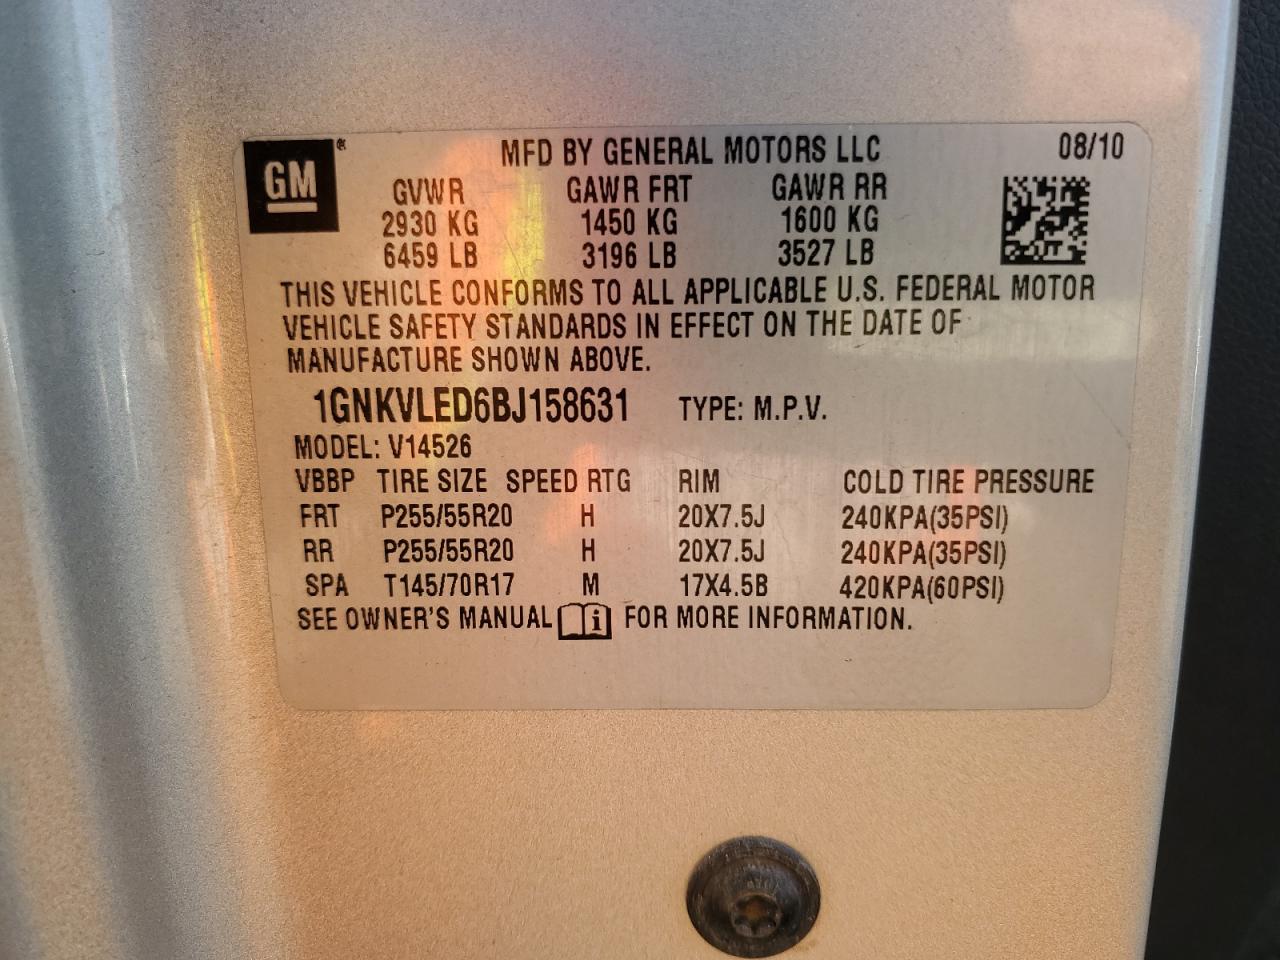 GM® MFD BY GENERAL MOTORS LLC 08/10
GVWR GAWR FRT GAWR RR
2930 KG 1450 KG 1600 KG
6459 LB 3196 LB 3527 LB
THIS VEHICLE CONFORMS TO ALL APPLICABLE U.S. FEDERAL MOTOR
VEHICLE SAFETY STANDARDS IN EFFECT ON THE DATE OF
MANUFACTURE SHOWN ABOVE.
1GNKVLED6BJ158631 TYPE: M.P.V.
MODEL: V14526
VBBP TIRE SIZE SPEED RTG RIM COLD TIRE PRESSURE
FRT P255/55R20 H 20X7.5J 240KPA(35PSI)
RR P255/55R20 H 20X7.5J 240KPA(35PSI)
SPA T145/70R17 M 17X4.5B 420KPA(60PSI)
SEE OWNER'S MANUAL i FOR MORE INFORMATION.